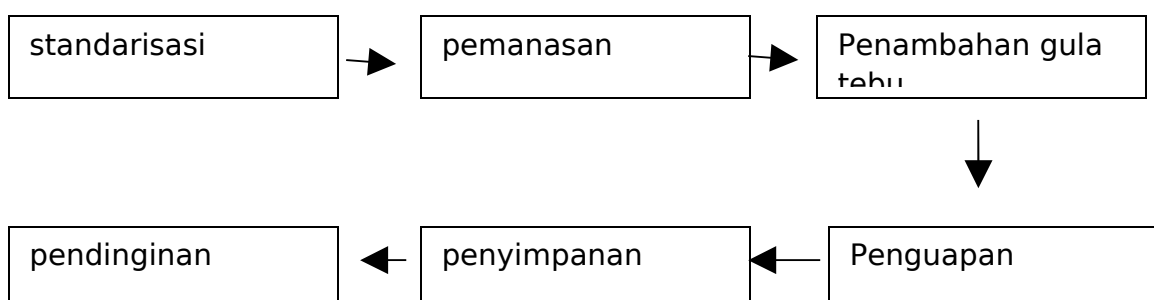 standarisasi
pemanasan
Penambahan gula
tebu
Penguapan
penyimpanan
pendinginan